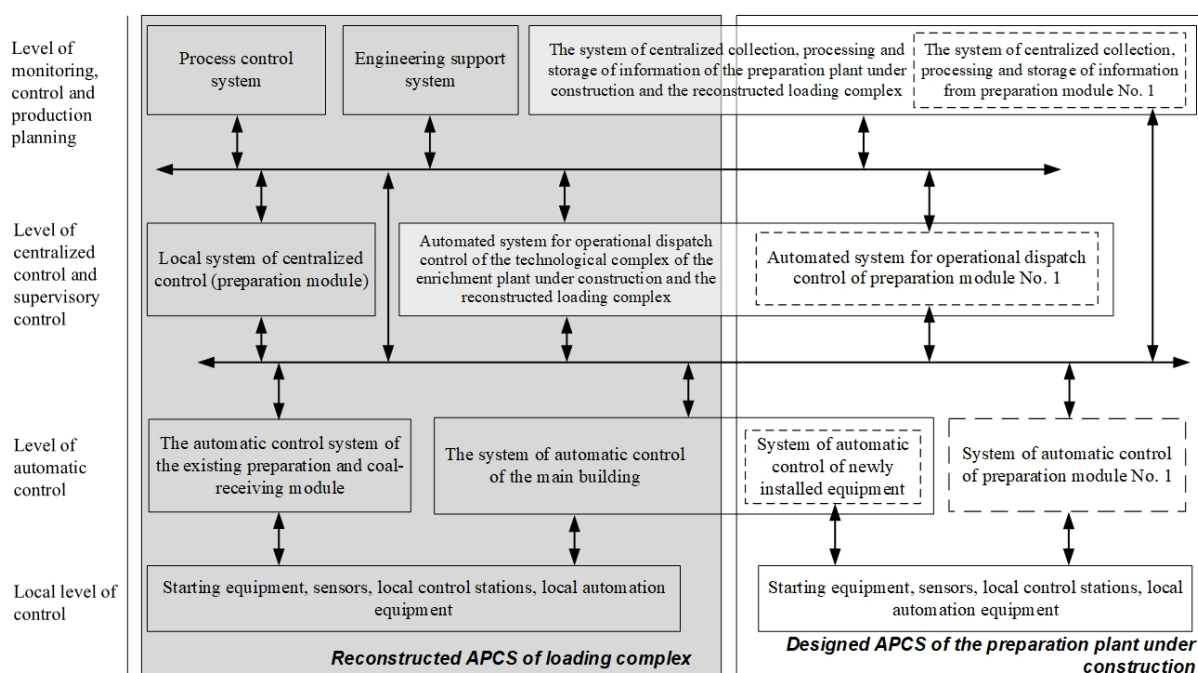 Level of
monitoring,
control and
production
planning
Process control
system
Engineering support
system
The system of centralized collection, processing and
storage of information of the preparation plant under
construction and the reconstructed loading complex
The system of centralized collection,
processing and storage of information
from preparation module No. 1
Level of
centralized
control and
supervisory
control
Local system of centralized
control (preparation module)
Automated system for operational dispatch
control of the technological complex of
the enrichment plant under construction and the
reconstructed loading complex
Automated system for operational dispatch
control of preparation module No. 1
Level of
automatic
control
The automatic control system of
the existing preparation and coal-
receiving module
The system of automatic control
of the main building
System of automatic
control of newly
installed equipment
System of automatic control
of preparation module No. 1
Local level of
control
Starting equipment, sensors, local control stations, local automation
equipment
Starting equipment, sensors, local control stations, local
automation equipment
Reconstructed APCS of loading complex
Designed APCS of the preparation plant under
construction